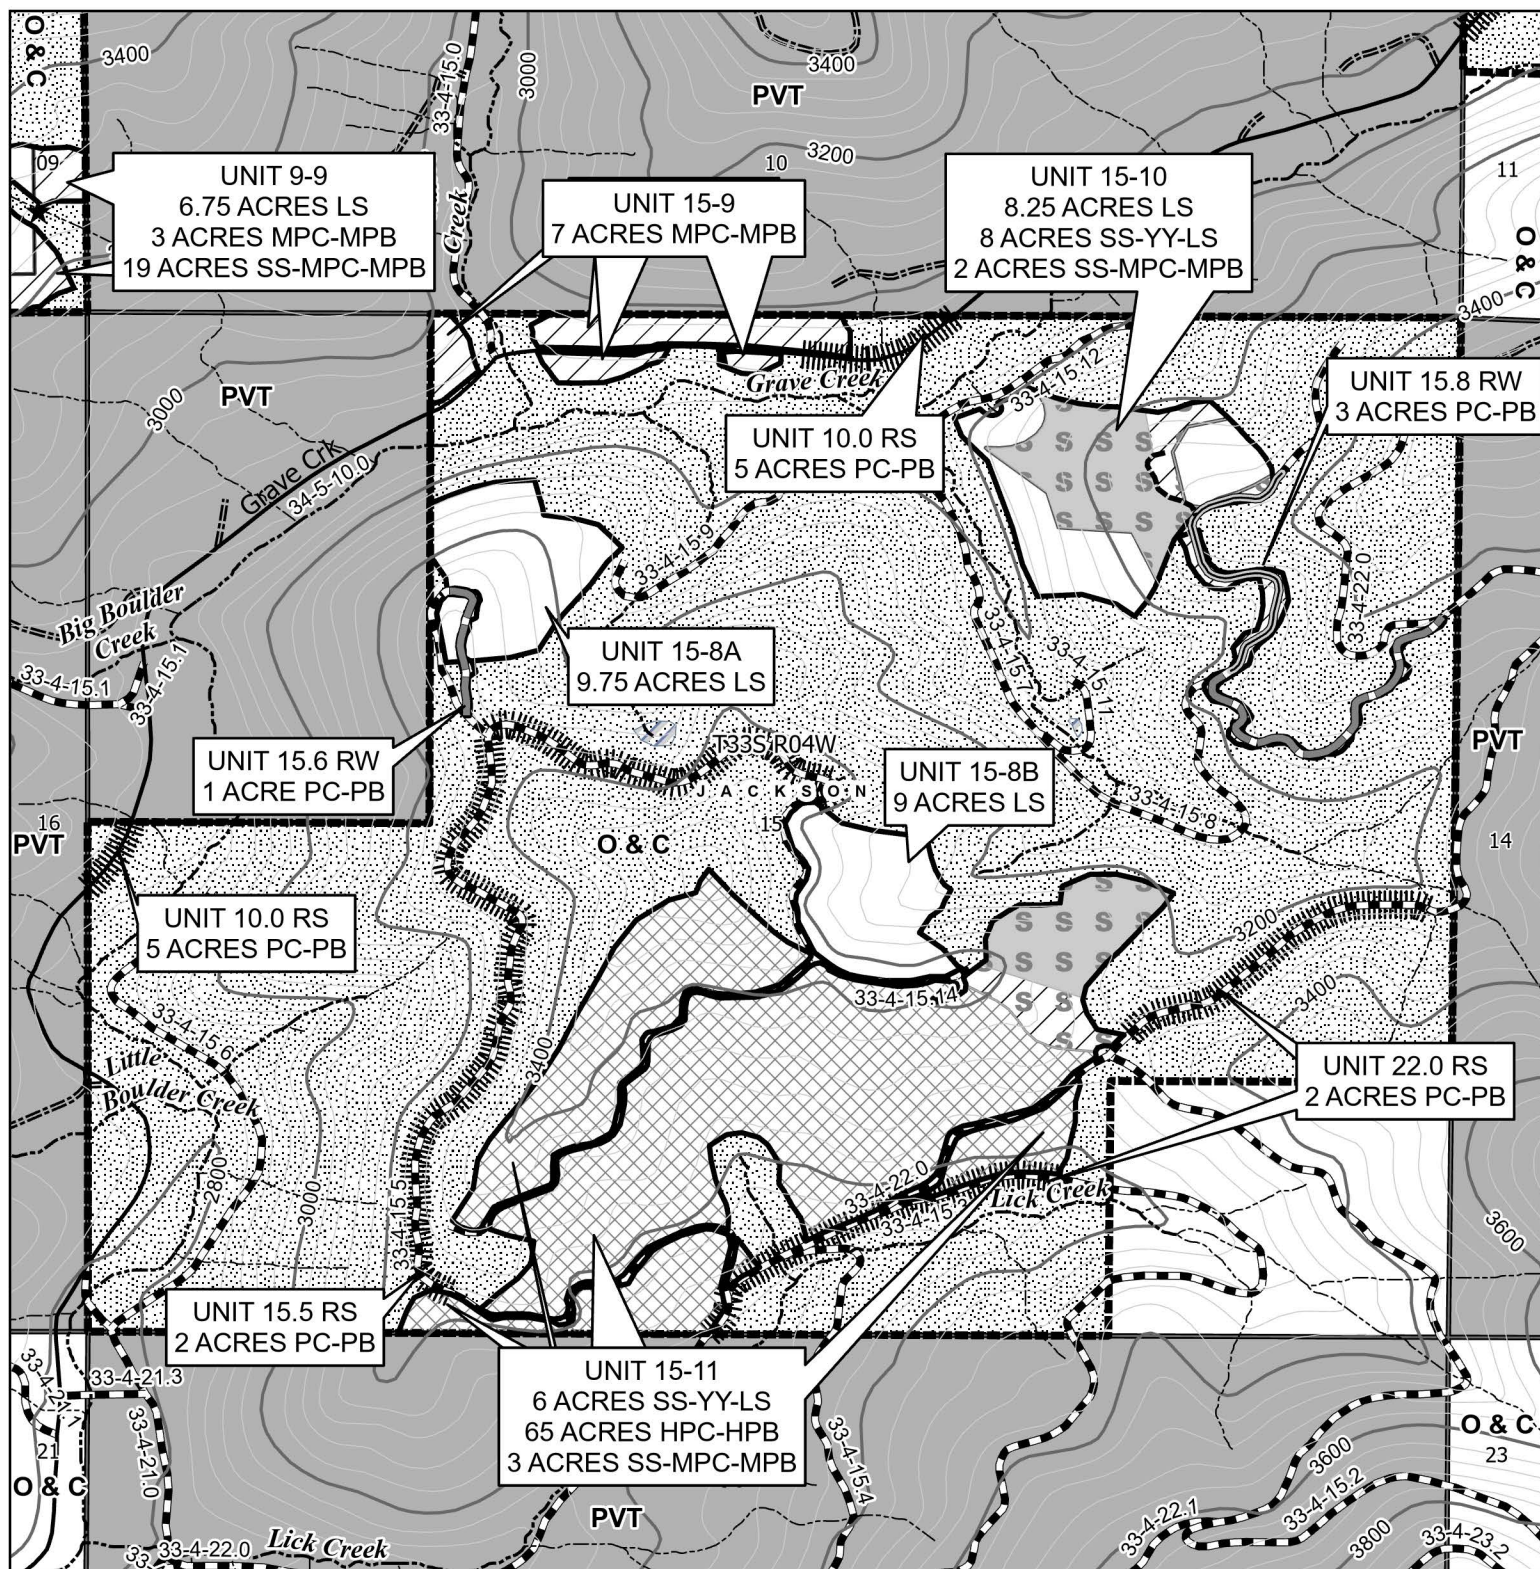 O & C
3400
33-4-15.0
3000
3400
PVT
10
3200
11
09
UNIT 9-9
6.75 ACRES LS
3 ACRES MPC-MPB
19 ACRES SS-MPC-MPB
Creek
UNIT 15-9
7 ACRES MPC-MPB
UNIT 15-10
8.25 ACRES LS
8 ACRES SS-YY-LS
2 ACRES SS-MPC-MPB
O & C
3400
PVT
3000
Grave Creek
33-4-15.12
UNIT 15.8 RW
3 ACRES PC-PB
UNIT 10.0 RS
5 ACRES PC-PB
S S S
S S S
S S S
S
Grave Crk
34-5-10.0
33-4-15.9
33-4-22.0
Big Boulder
Creek
33-4-15.1
33-4-15.1
UNIT 15-8A
9.75 ACRES LS
33-4-15.7
33-4-15.11
UNIT 15.6 RW
1 ACRE PC-PB
T33S R04W
JACKSON
15
UNIT 15-8B
9 ACRES LS
33-4-15.8
PVT
16
PVT
14
O & C
UNIT 10.0 RS
5 ACRES PC-PB
S S S
S S S
S S
S
3200
3400
33-4-15.14
33-4-15.6
Little
Boulder Creek
3400
UNIT 22.0 RS
2 ACRES PC-PB
2800
3000
33-4-15.5
33-4-22.0
Lick Creek
3600
UNIT 15.5 RS
2 ACRES PC-PB
UNIT 15-11
6 ACRES SS-YY-LS
65 ACRES HPC-HPB
3 ACRES SS-MPC-MPB
33-4-21.3
21
O & C
33-4-21.0
33-4-15.4
O & C
23
3600
33-4-15.2
PVT
33-4-22.1
3800
33-4-23.2
33-4-22.0
Lick Creek